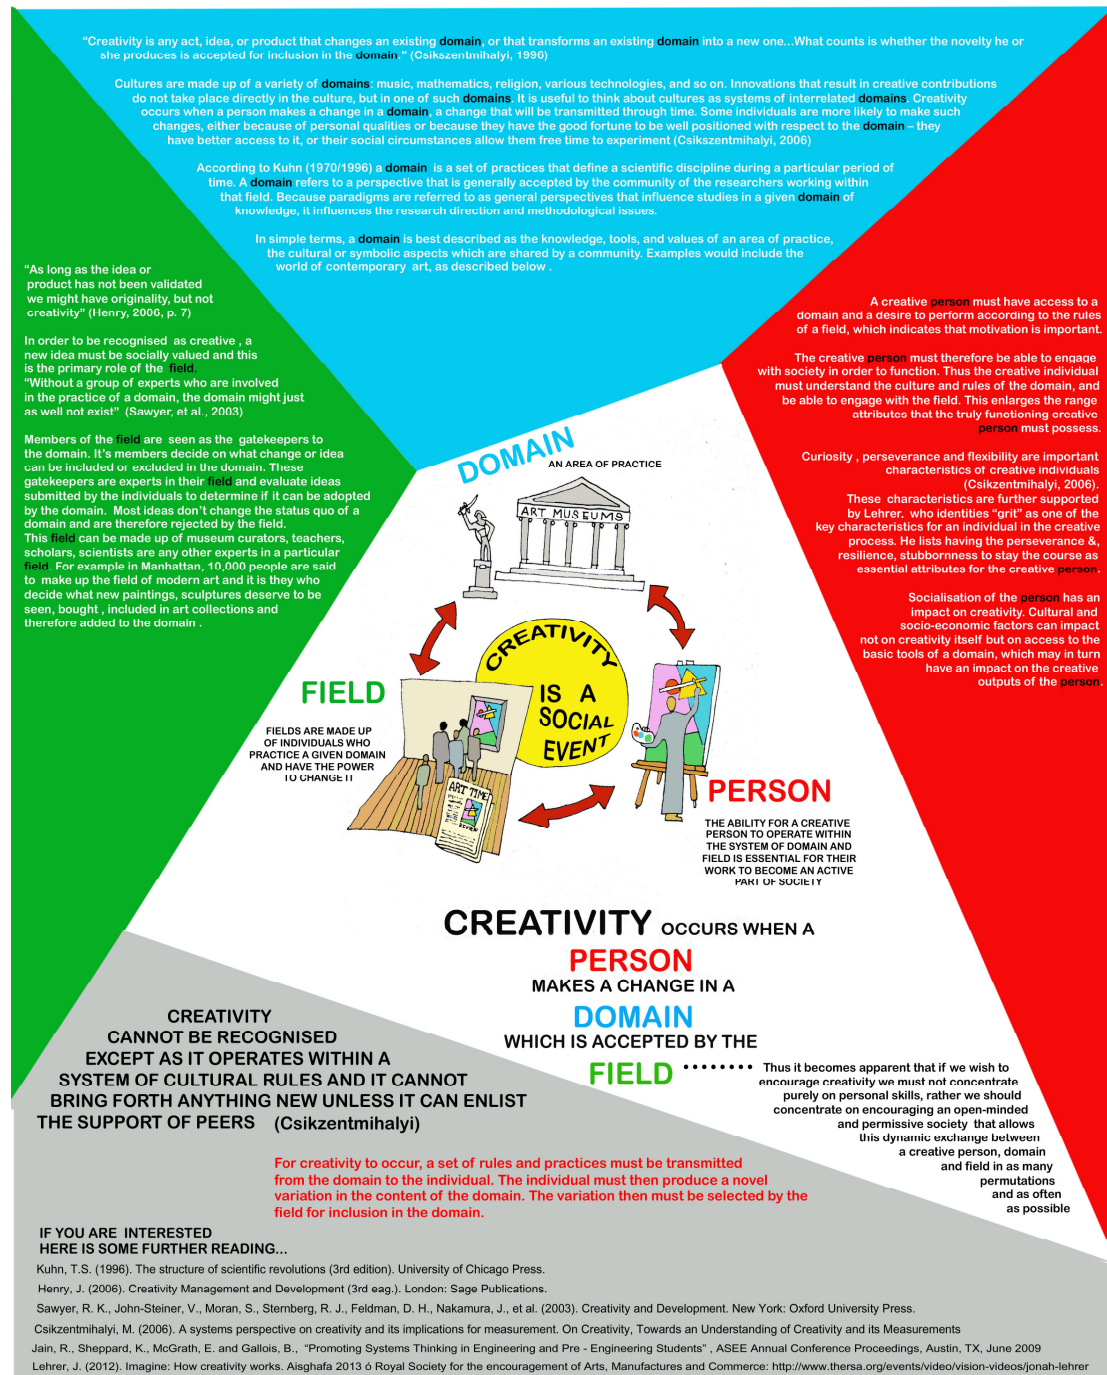 “Creativity is any act, idea, or product that changes an existing domain, or that transforms an existing domain into a new one...What counts is whether the novelty he or
she produces is accepted for inclusion in the domain.” (Csikszentmihalyi, 1996)
Cultures are made up of a variety of domains: music, mathematics, religion, various technologies, and so on. Innovations that result in creative contributions
do not take place directly in the culture, but in one of such domains. It is useful to think about cultures as systems of interrelated domains. Creativity
occurs when a person makes a change in a domain, a change that will be transmitted through time. Some individuals are more likely to make such
changes, either because of personal qualities or because they have the good fortune to be well positioned with respect to the domain – they
have better access to it, or their social circumstances allow them free time to experiment (Csikszentmihalyi, 2006)
According to Kuhn (1970/1996) a domain is a set of practices that define a scientific discipline during a particular period of
time. A domain refers to a perspective that is generally accepted by the community of the researchers working within
that field. Because paradigms are referred to as general perspectives that influence studies in a given domain of
knowledge, it influences the research direction and methodological issues.
In simple terms, a domain is best described as the knowledge, tools, and values of an area of practice,
the cultural or symbolic aspects which are shared by a community. Examples would include the
world of contemporary art, as described below .
“As long as the idea or
product has not been validated
we might have originality, but not
creativity” (Henry, 2006, p. 7)
In order to be recognised as creative , a
new idea must be socially valued and this
is the primary role of the field.
“Without a group of experts who are involved
in the practice of a domain, the domain might just
as well not exist” (Sawyer, et al., 2003)
Members of the field are seen as the gatekeepers to
the domain. It’s members decide on what change or idea
can be included or excluded in the domain. These
gatekeepers are experts in their field and evaluate ideas
submitted by the individuals to determine if it can be adopted
by the domain. Most ideas don’t change the status quo of a
domain and are therefore rejected by the field.
This field can be made up of museum curators, teachers,
scholars, scientists are any other experts in a particular
field. For example in Manhattan, 10,000 people are said
to make up the field of modern art and it is they who
decide what new paintings, sculptures deserve to be
seen, bought , included in art collections and
therefore added to the domain .
A creative person must have access to a
domain and a desire to perform according to the rules
of a field, which indicates that motivation is important.
The creative person must therefore be able to engage
with society in order to function. Thus the creative individual
must understand the culture and rules of the domain, and
be able to engage with the field. This enlarges the range
attributes that the truly functioning creative
person must possess.
Curiosity , perseverance and flexibility are important
characteristics of creative individuals
(Csikzentmihalyi, 2006).
These characteristics are further supported
by Lehrer. who identifies “grit” as one of the
key characteristics for an individual in the creative
process. He lists having the perseverance &,
resilience, stubbornness to stay the course as
essential attributes for the creative person.
Socialisation of the person has an
impact on creativity. Cultural and
socio-economic factors can impact
not on creativity itself but on access to the
basic tools of a domain, which may in turn
have an impact on the creative
outputs of the person.
DOMAIN
AN AREA OF PRACTICE
ART MUSEUMS
CREATIVITY
IS A
SOCIAL
EVENT
FIELD
FIELDS ARE MADE UP
OF INDIVIDUALS WHO
PRACTICE A GIVEN DOMAIN
AND HAVE THE POWER
TO CHANGE IT
ART TIME
REVIEW
PERSON
THE ABILITY FOR A CREATIVE
PERSON TO OPERATE WITHIN
THE SYSTEM OF DOMAIN AND
FIELD IS ESSENTIAL FOR THEIR
WORK TO BECOME AN ACTIVE
PART OF SOCIETY
CREATIVITY OCCURS WHEN A
PERSON
MAKES A CHANGE IN A
DOMAIN
WHICH IS ACCEPTED BY THE
FIELD ........
Thus it becomes apparent that if we wish to
encourage creativity we must not concentrate
purely on personal skills, rather we should
concentrate on encouraging an open-minded
and permissive society that allows
this dynamic exchange between
a creative person, domain
and field in as many
permutations
and as often
as possible
CREATIVITY
CANNOT BE RECOGNISED
EXCEPT AS IT OPERATES WITHIN A
SYSTEM OF CULTURAL RULES AND IT CANNOT
BRING FORTH ANYTHING NEW UNLESS IT CAN ENLIST
THE SUPPORT OF PEERS (Csikzentmihalyi)
For creativity to occur, a set of rules and practices must be transmitted
from the domain to the individual. The individual must then produce a novel
variation in the content of the domain. The variation then must be selected by the
field for inclusion in the domain.
IF YOU ARE INTERESTED
HERE IS SOME FURTHER READING...
Kuhn, T.S. (1996). The structure of scientific revolutions (3rd edition). University of Chicago Press.
Henry, J. (2006). Creativity Management and Development (3rd eag.). London: Sage Publications.
Sawyer, R. K., John-Steiner, V., Moran, S., Sternberg, R. J., Feldman, D. H., Nakamura, J., et al. (2003). Creativity and Development. New York: Oxford University Press.
Csikzentmihalyi, M. (2006). A systems perspective on creativity and its implications for measurement. On Creativity, Towards an Understanding of Creativity and its Measurements
Jain, R., Sheppard, K., McGrath, E. and Gallois, B., “Promoting Systems Thinking in Engineering and Pre - Engineering Students” , ASEE Annual Conference Proceedings, Austin, TX, June 2009
Lehrer, J. (2012). Imagine: How creativity works. Aisghafa 2013 ó Royal Society for the encouragement of Arts, Manufactures and Commerce: http://www.thersa.org/events/video/vision-videos/jonah-lehrer